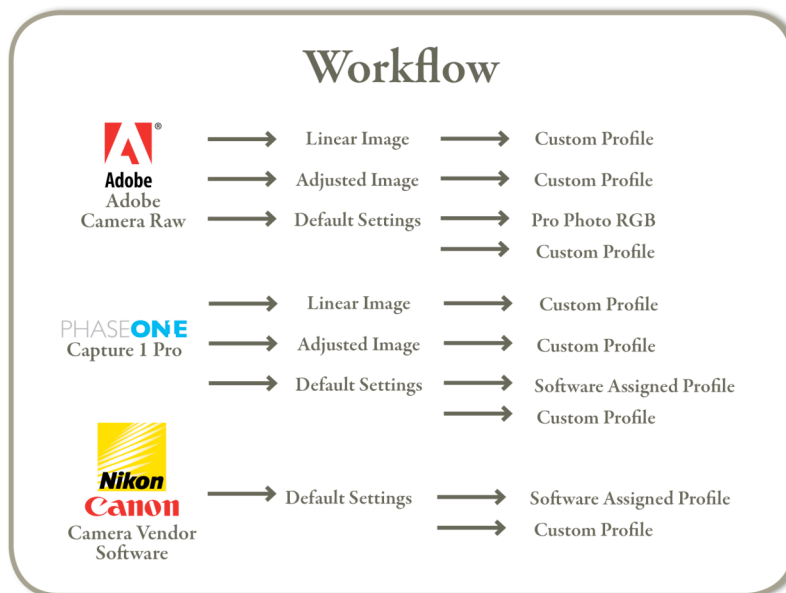 Workflow
Adobe®
Adobe
Camera Raw
Linear Image
Custom Profile
Adjusted Image
Custom Profile
Default Settings
Pro Photo RGB
Custom Profile
PHASEONE
Capture 1 Pro
Linear Image
Custom Profile
Adjusted Image
Custom Profile
Default Settings
Software Assigned Profile
Custom Profile
Nikon
Canon
Camera Vendor
Software
Default Settings
Software Assigned Profile
Custom Profile